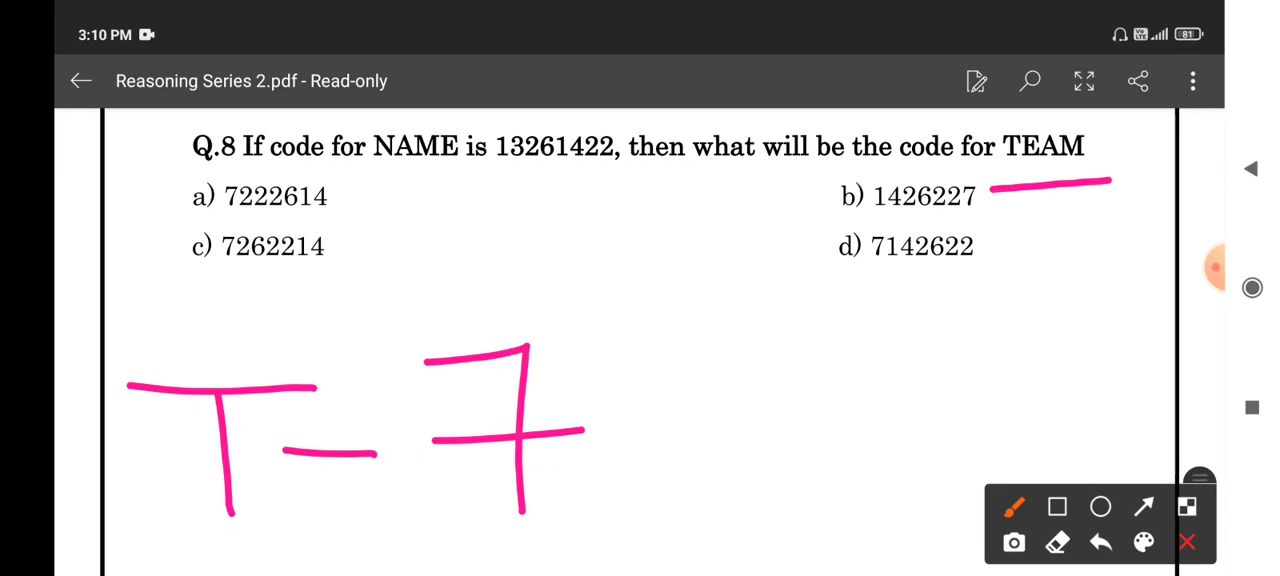 3:10 PM
81
Reasoning Series 2.pdf - Read-only
Q.8 If code for NAME is 13261422, then what will be the code for TEAM
a) 7222614 b) 1426227
c) 7262214 d) 7142622
T - 7